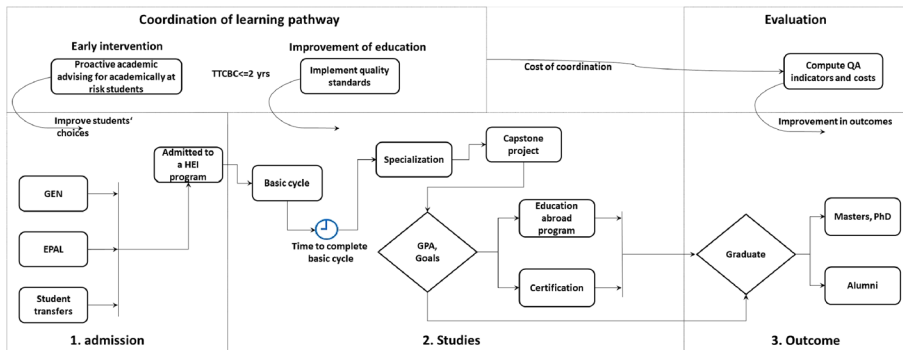 Coordination of learning pathway
Evaluation
Early intervention
Improvement of education
Proactive academic
advising for academically at
risk students
TTCBC<=2 yrs
Implement quality
standards
Cost of coordination
Compute QA
indicators and costs
Improve students'
choices
Improvement in outcomes
Admitted to
a HEI
program
Basic cycle
Specialization
Capstone
project
GEN
EPAL
Student
transfers
Time to complete
basic cycle
GPA,
Goals
Education
abroad
program
Certification
Graduate
Masters, PhD
Alumni
1. admission
2. Studies
3. Outcome